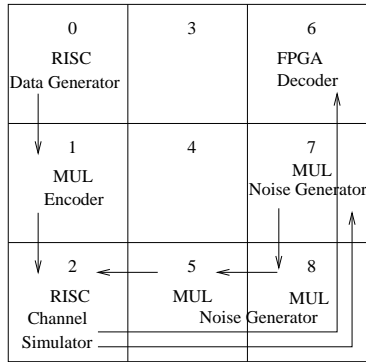 0 3 6
RISC FPGA
Data Generator Decoder
1 4 7
MUL MUL
Encoder Noise Generator
2 5 8
RISC MUL MUL
Channel Noise Generator
Simulator